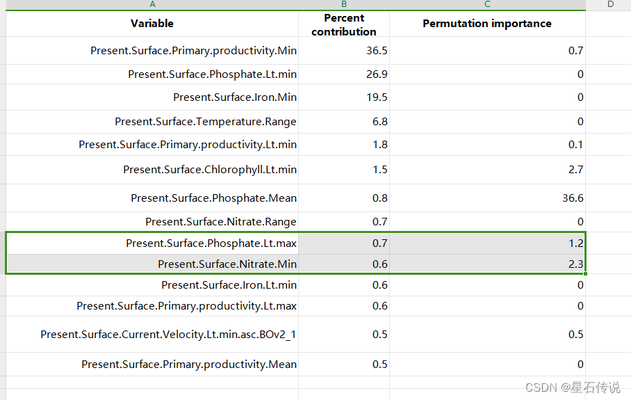 A B C D
Variable Percent contribution Permutation importance
Present.Surface.Primary.productivity.Min 36.5 0.7
Present.Surface.Phosphate.Lt.min 26.9 0
Present.Surface.Iron.Min 19.5 0
Present.Surface.Temperature.Range 6.8 0
Present.Surface.Primary.productivity.Lt.min 1.8 0.1
Present.Surface.Chlorophyll.Lt.min 1.5 2.7
Present.Surface.Phosphate.Mean 0.8 36.6
Present.Surface.Nitrate.Range 0.7 0
Present.Surface.Phosphate.Lt.max 0.7 1.2
Present.Surface.Nitrate.Min 0.6 2.3
Present.Surface.Iron.Lt.min 0.6 0
Present.Surface.Primary.productivity.Lt.max 0.6 0
Present.Surface.Current.Velocity.Lt.min.asc.BOv2_1 0.5 0.5
Present.Surface.Primary.productivity.Mean 0.5 0
CSDN @星石传说